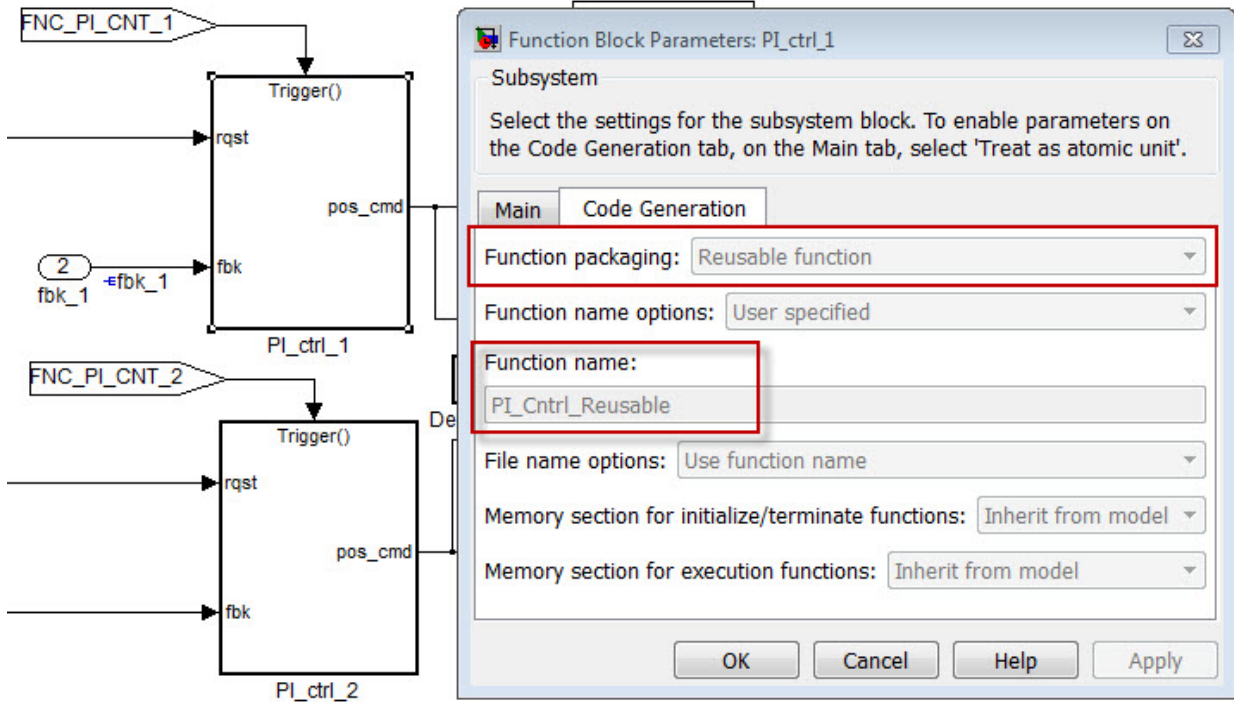 FNC_PI_CNT_1
Trigger()
rqst
pos_cmd
2
fbk
fbk_1
fbk_1
PI_ctrl_1
FNC_PI_CNT_2
De
Trigger()
rqst
pos_cmd
fbk
PI_ctrl_2
Function Block Parameters: PI_ctrl_1
Subsystem
Select the settings for the subsystem block. To enable parameters on
the Code Generation tab, on the Main tab, select 'Treat as atomic unit'.
Main Code Generation
Function packaging: Reusable function
Function name options: User specified
Function name:
PI_Cntrl_Reusable
File name options: Use function name
Memory section for initialize/terminate functions: Inherit from model
Memory section for execution functions: Inherit from model
OK Cancel Help Apply